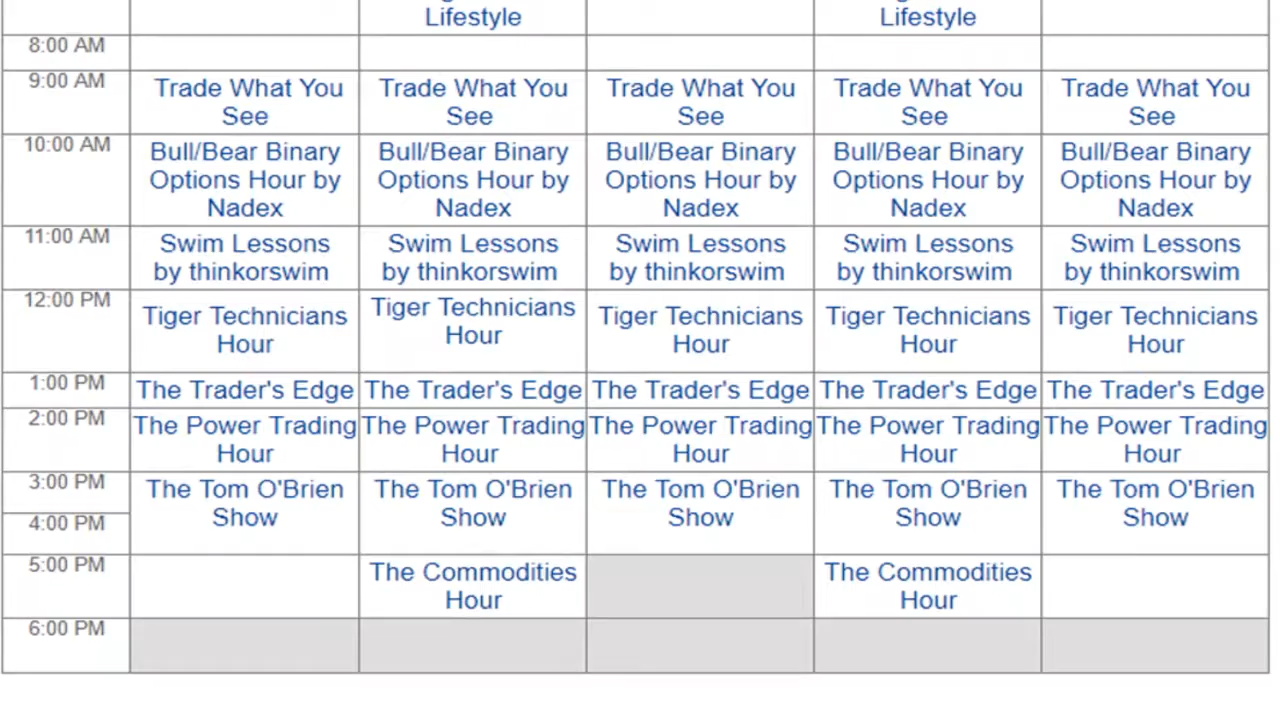 Lifestyle Lifestyle
8:00 AM
9:00 AM Trade What You Trade What You Trade What You Trade What You Trade What You
See See See See See
10:00 AM Bull/Bear Binary Bull/Bear Binary Bull/Bear Binary Bull/Bear Binary Bull/Bear Binary
Options Hour by Options Hour by Options Hour by Options Hour by Options Hour by
Nadex Nadex Nadex Nadex Nadex
11:00 AM Swim Lessons Swim Lessons Swim Lessons Swim Lessons Swim Lessons
by thinkorswim by thinkorswim by thinkorswim by thinkorswim by thinkorswim
12:00 PM Tiger Technicians Tiger Technicians Tiger Technicians Tiger Technicians Tiger Technicians
Hour Hour Hour Hour Hour
1:00 PM The Trader's Edge The Trader's Edge The Trader's Edge The Trader's Edge The Trader's Edge
2:00 PM The Power Trading The Power Trading The Power Trading The Power Trading The Power Trading
Hour Hour Hour Hour Hour
3:00 PM The Tom O'Brien The Tom O'Brien The Tom O'Brien The Tom O'Brien The Tom O'Brien
4:00 PM Show Show Show Show Show
5:00 PM The Commodities The Commodities
Hour Hour
6:00 PM